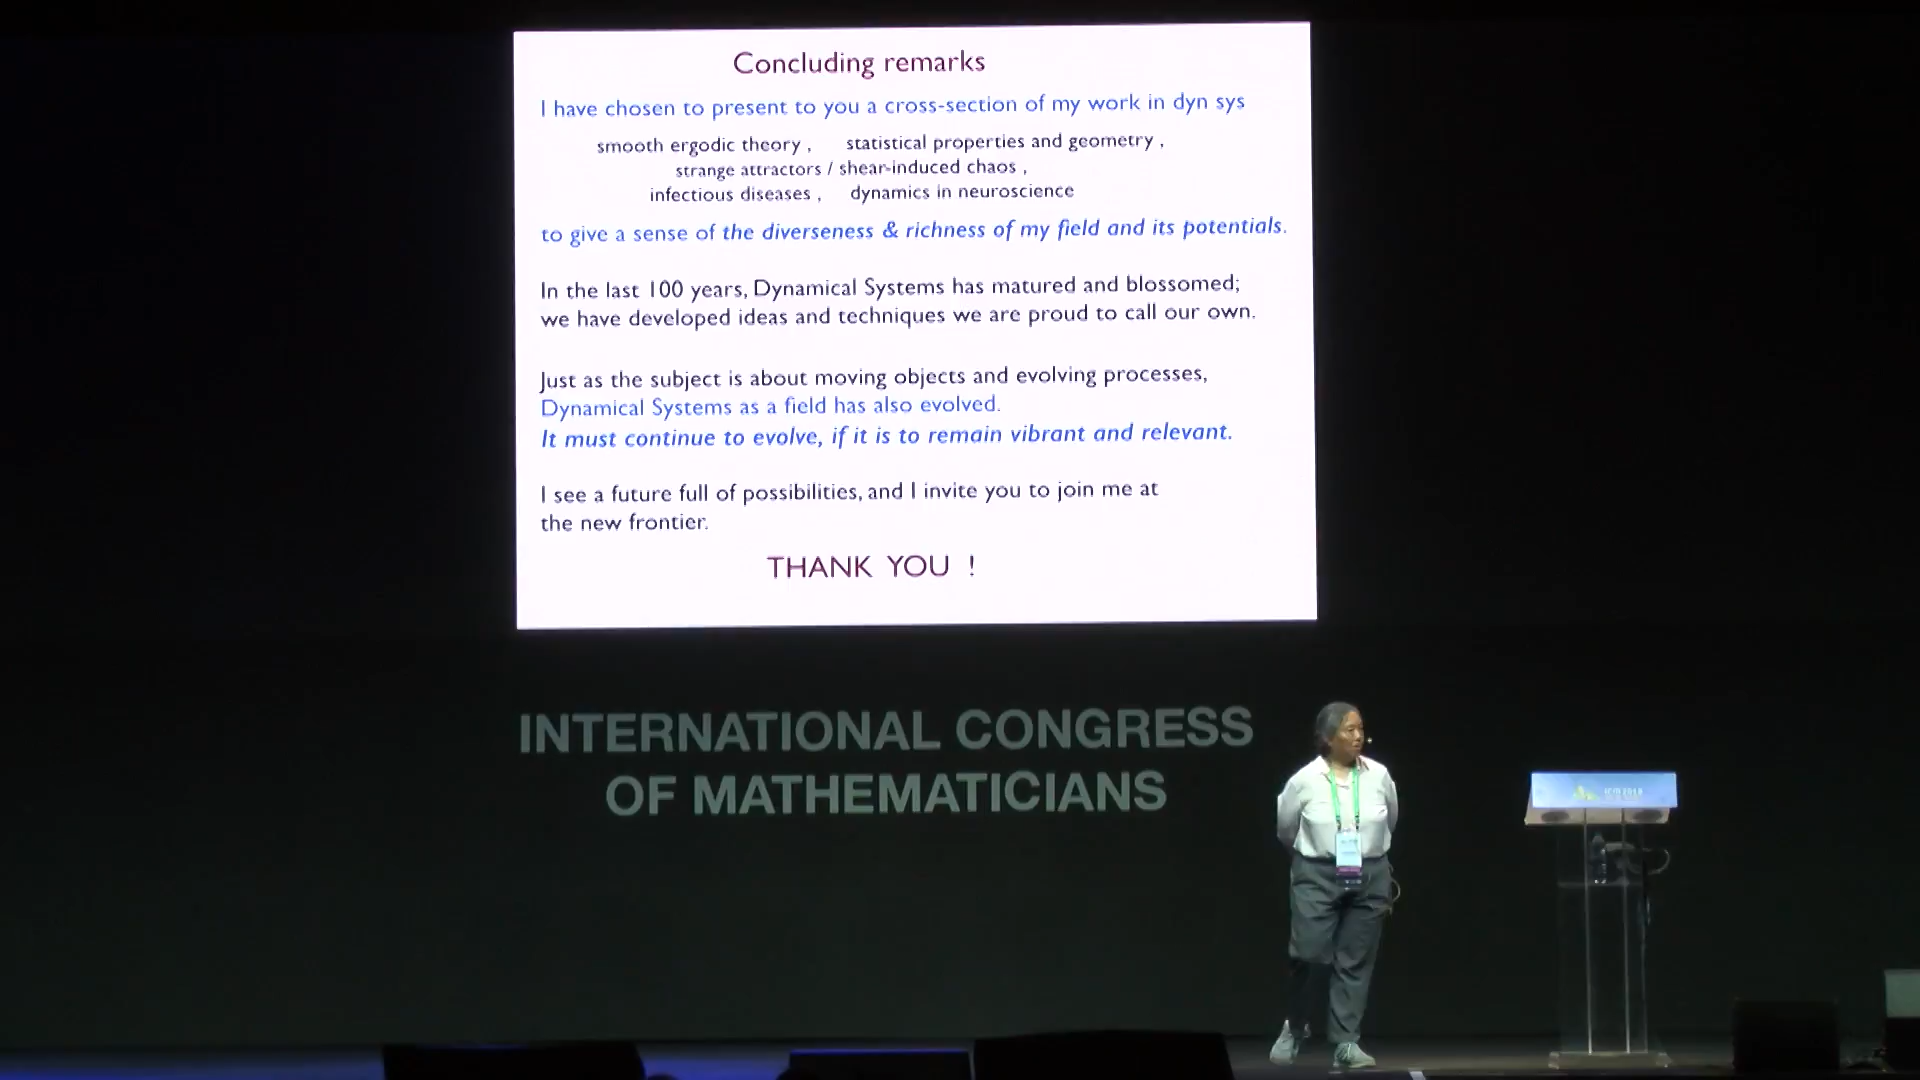 Concluding remarks
I have chosen to present to you a cross-section of my work in dyn sys
smooth ergodic theory , statistical properties and geometry ,
strange attractors / shear-induced chaos ,
infectious diseases , dynamics in neuroscience
to give a sense of the diverseness & richness of my field and its potentials.
In the last 100 years, Dynamical Systems has matured and blossomed;
we have developed ideas and techniques we are proud to call our own.
Just as the subject is about moving objects and evolving processes,
Dynamical Systems as a field has also evolved.
It must continue to evolve, if it is to remain vibrant and relevant.
I see a future full of possibilities, and I invite you to join me at
the new frontier.
THANK YOU !
INTERNATIONAL CONGRESS
OF MATHEMATICIANS